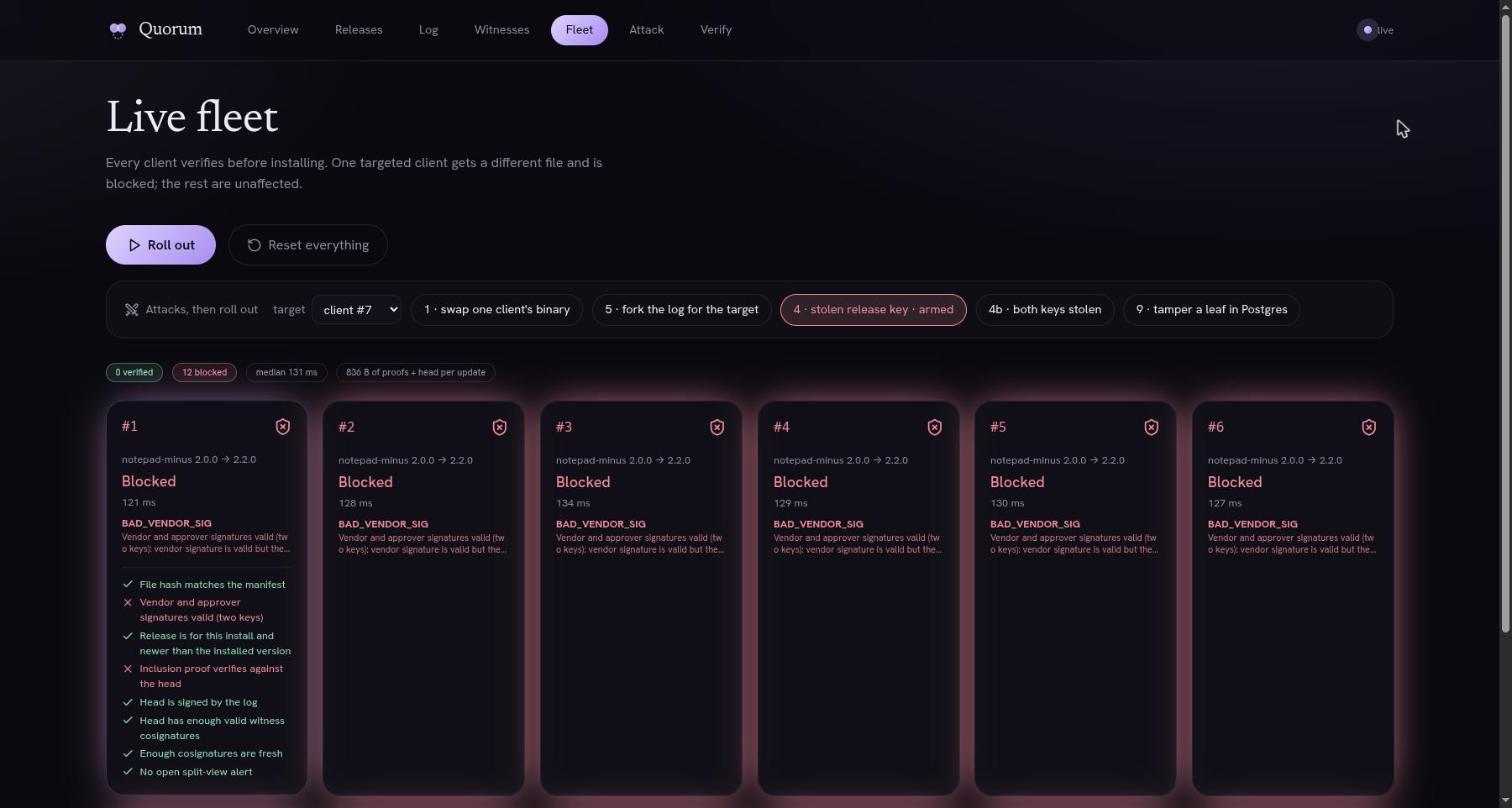 Quorum
Overview
Releases
Log
Witnesses
Fleet
Attack
Verify
live
Live fleet
Every client verifies before installing. One targeted client gets a different file and is
blocked; the rest are unaffected.
Roll out
Reset everything
Attacks, then roll out
target
client #7
1 · swap one client's binary
5 · fork the log for the target
4 · stolen release key · armed
4b · both keys stolen
9 · tamper a leaf in Postgres
0 verified
12 blocked
median 131 ms
836 B of proofs + head per update
#1
notepad-minus 2.0.0 → 2.2.0
Blocked
121 ms
BAD_VENDOR_SIG
Vendor and approver signatures valid (tw
o keys): vendor signature is valid but the...
File hash matches the manifest
Vendor and approver
signatures valid (two keys)
Release is for this install and
newer than the installed version
Inclusion proof verifies against
the head
Head is signed by the log
Head has enough valid witness
cosignatures
Enough cosignatures are fresh
No open split-view alert
#2
notepad-minus 2.0.0 → 2.2.0
Blocked
128 ms
BAD_VENDOR_SIG
Vendor and approver signatures valid (tw
o keys): vendor signature is valid but the...
#3
notepad-minus 2.0.0 → 2.2.0
Blocked
134 ms
BAD_VENDOR_SIG
Vendor and approver signatures valid (tw
o keys): vendor signature is valid but the...
#4
notepad-minus 2.0.0 → 2.2.0
Blocked
129 ms
BAD_VENDOR_SIG
Vendor and approver signatures valid (tw
o keys): vendor signature is valid but the...
#5
notepad-minus 2.0.0 → 2.2.0
Blocked
130 ms
BAD_VENDOR_SIG
Vendor and approver signatures valid (tw
o keys): vendor signature is valid but the...
#6
notepad-minus 2.0.0 → 2.2.0
Blocked
127 ms
BAD_VENDOR_SIG
Vendor and approver signatures valid (tw
o keys): vendor signature is valid but the...